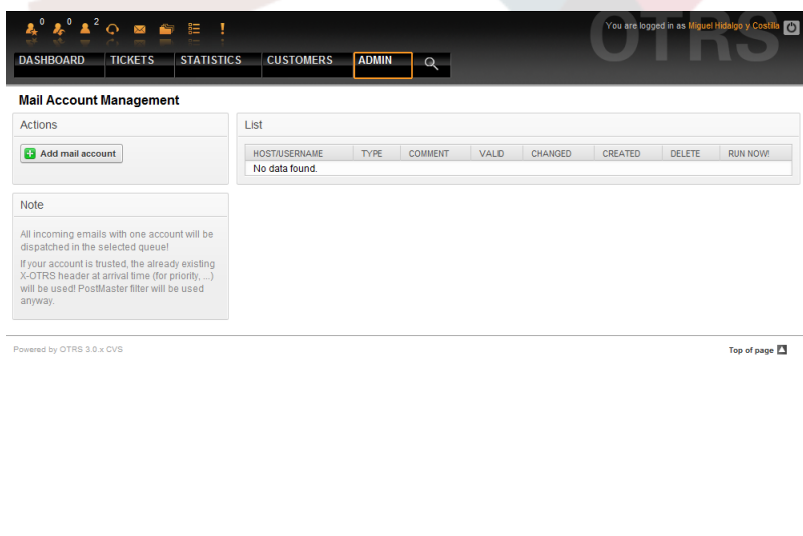 0 0 2
You are logged in as Miguel Hidalgo y Costilla
OTRS
DASHBOARD TICKETS STATISTICS CUSTOMERS ADMIN
Mail Account Management
Actions
Add mail account
List
HOST/USERNAME TYPE COMMENT VALID CHANGED CREATED DELETE RUN NOW!
No data found.
Note
All incoming emails with one account will be
dispatched in the selected queue!
If your account is trusted, the already existing
X-OTRS header at arrival time (for priority, ...)
will be used! PostMaster filter will be used
anyway.
Powered by OTRS 3.0.x CVS
Top of page